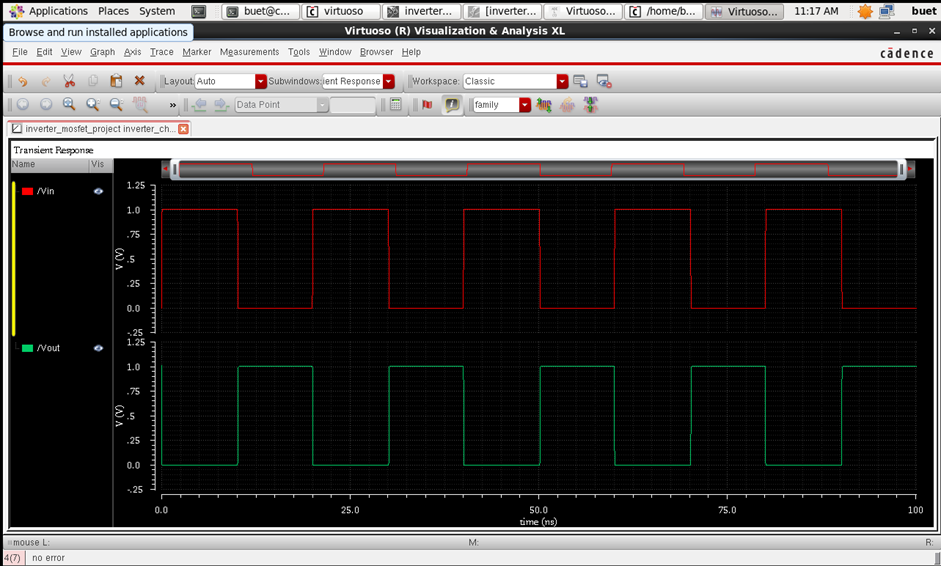 Applications Places System buet@c... virtuoso inverter... [inverter... Virtuoso... /home/b... Virtuoso... 11:17 AM buet
Browse and run installed applications
Virtuoso (R) Visualization & Analysis XL
File Edit View Graph Axis Trace Marker Measurements Tools Window Browser Help
cādence
Layout: Auto Subwindows: ient Response Workspace: Classic
» Data Point family
inverter_mosfet_project inverter_ch...
Transient Response
Name Vis
/Vin
1.25
1.0
.75
.5
.25
0.0
-.25
V (V)
/Vout
1.25
1.0
.75
.5
.25
0.0
-.25
V (V)
0.0 25.0 50.0 75.0 100
time (ns)
mouse L: M: R:
4(7) no error